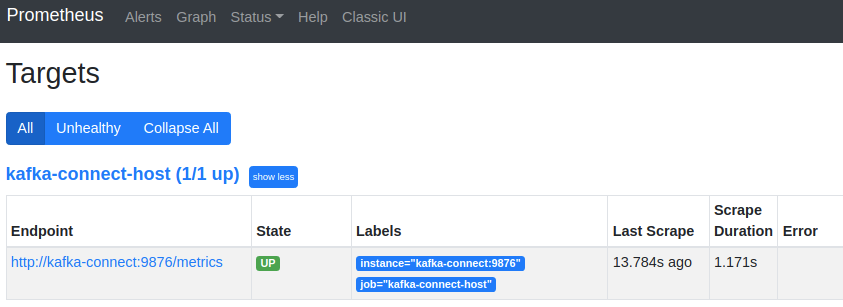 Prometheus Alerts Graph Status Help Classic UI
Targets
All Unhealthy Collapse All
kafka-connect-host (1/1 up) show less
Endpoint State Labels Last Scrape Scrape Duration Error
http://kafka-connect:9876/metrics UP instance="kafka-connect:9876" 13.784s ago 1.171s
job="kafka-connect-host"